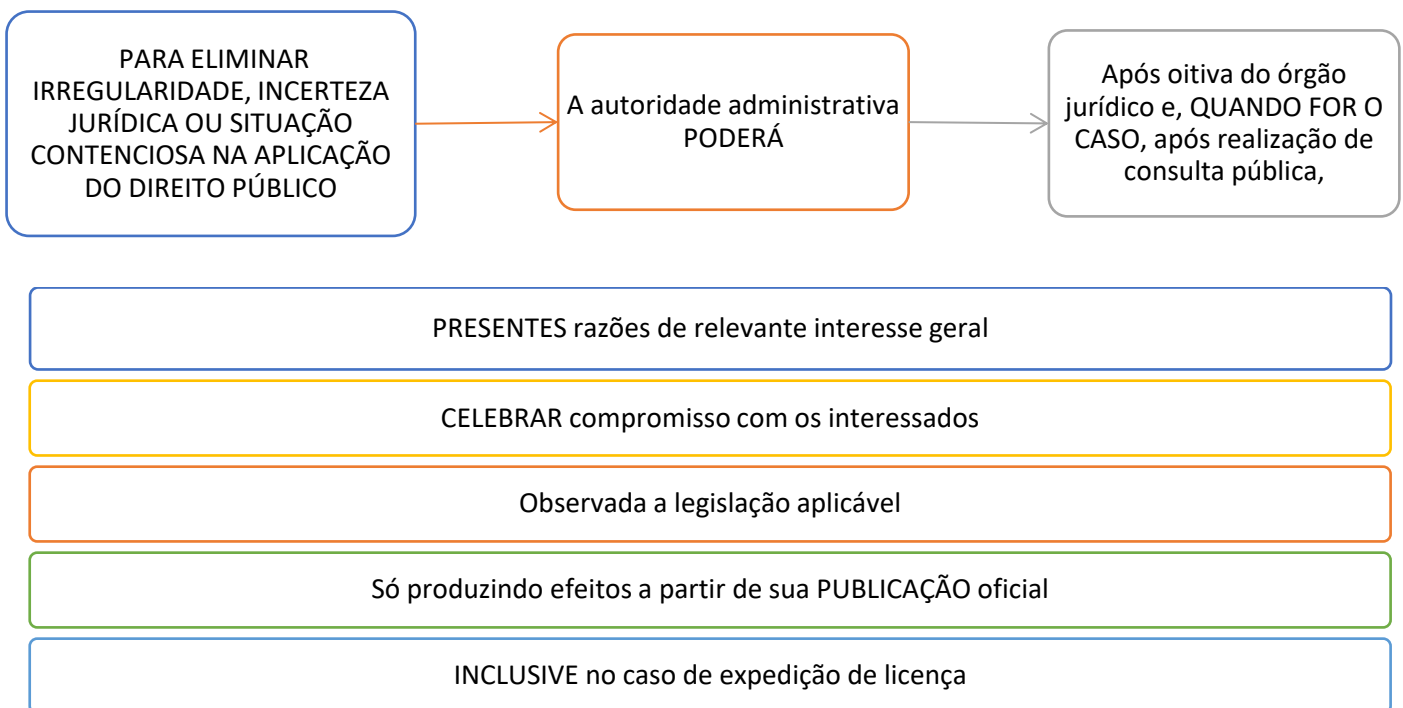 PARA ELIMINAR
IRREGULARIDADE, INCERTEZA
JURÍDICA OU SITUAÇÃO
CONTENCIOSA NA APLICAÇÃO
DO DIREITO PÚBLICO
A autoridade administrativa
PODERÁ
Após oitiva do órgão
jurídico e, QUANDO FOR O
CASO, após realização de
consulta pública,
PRESENTES razões de relevante interesse geral
CELEBRAR compromisso com os interessados
Observada a legislação aplicável
Só produzindo efeitos a partir de sua PUBLICAÇÃO oficial
INCLUSIVE no caso de expedição de licença